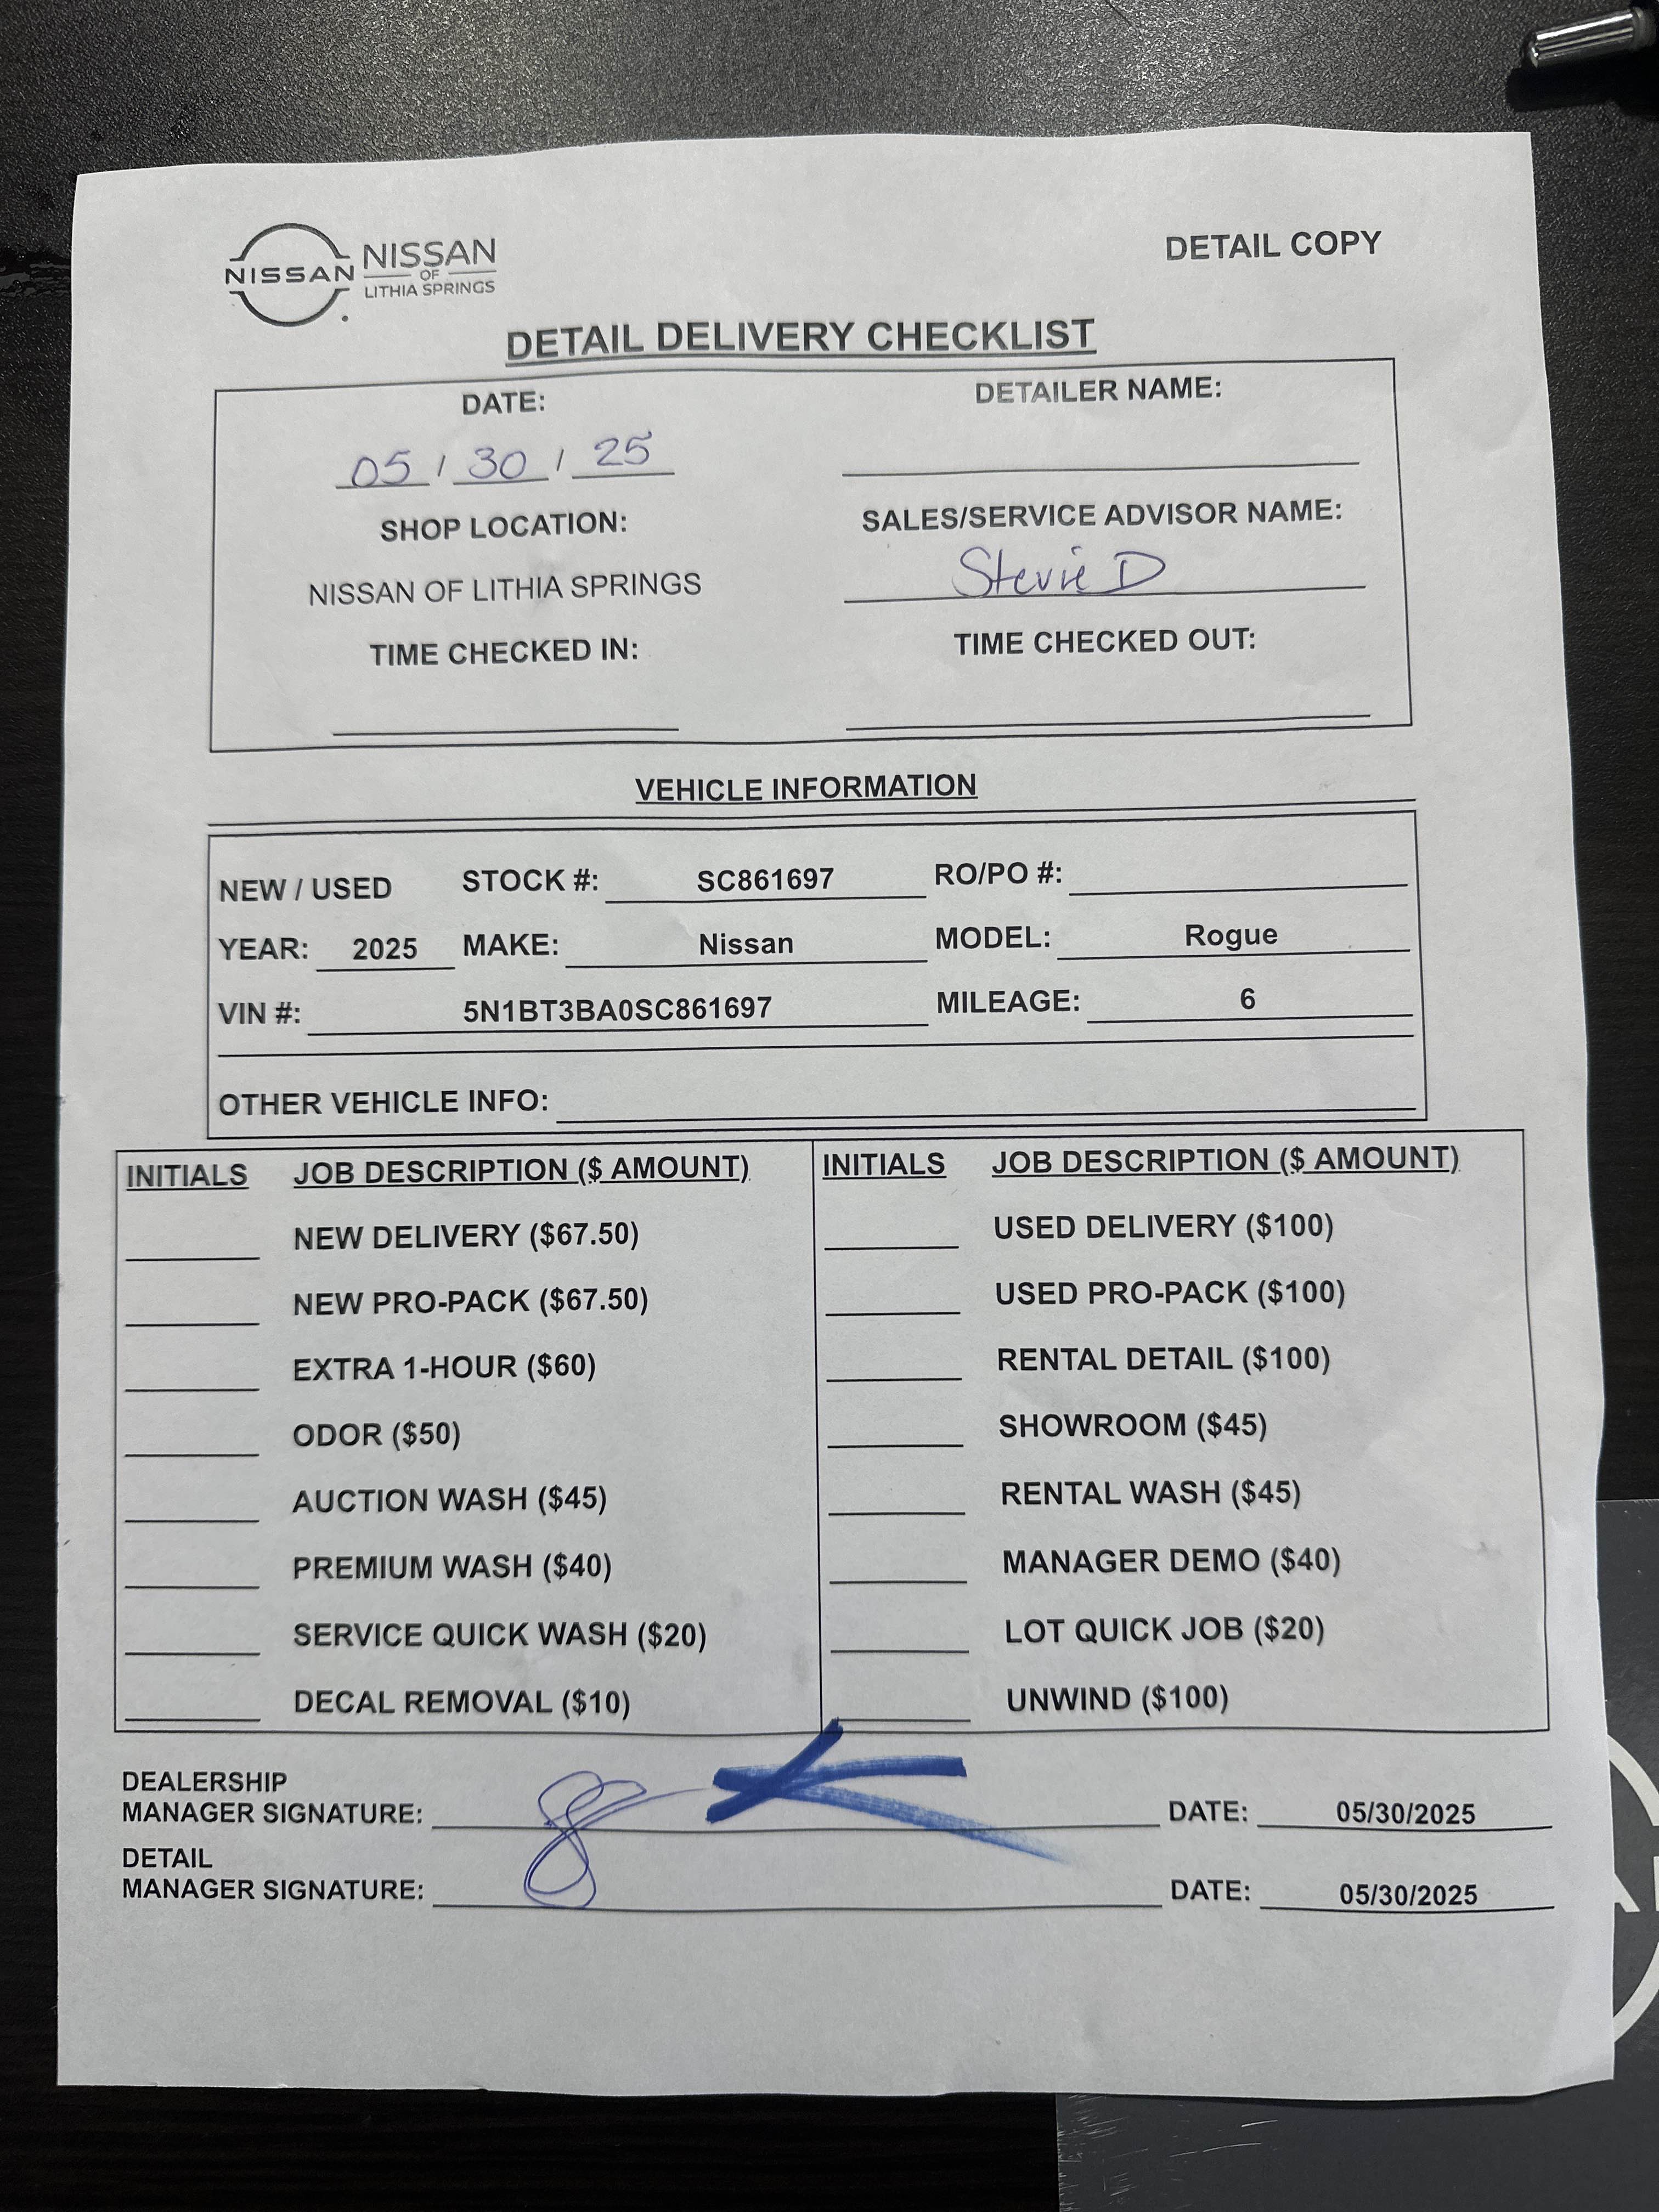 NISSAN NISSAN
OF
LITHIA SPRINGS
DETAIL COPY
DETAIL DELIVERY CHECKLIST
DATE: DETAILER NAME:
05 / 30 / 25
SHOP LOCATION: SALES/SERVICE ADVISOR NAME:
NISSAN OF LITHIA SPRINGS Stevie D
TIME CHECKED IN: TIME CHECKED OUT:
VEHICLE INFORMATION
NEW / USED STOCK #: SC861697 RO/PO #:
YEAR: 2025 MAKE: Nissan MODEL: Rogue
VIN #: 5N1BT3BA0SC861697 MILEAGE: 6
OTHER VEHICLE INFO:
INITIALS JOB DESCRIPTION ($ AMOUNT) INITIALS JOB DESCRIPTION ($ AMOUNT)
NEW DELIVERY ($67.50) USED DELIVERY ($100)
NEW PRO-PACK ($67.50) USED PRO-PACK ($100)
EXTRA 1-HOUR ($60) RENTAL DETAIL ($100)
ODOR ($50) SHOWROOM ($45)
AUCTION WASH ($45) RENTAL WASH ($45)
PREMIUM WASH ($40) MANAGER DEMO ($40)
SERVICE QUICK WASH ($20) LOT QUICK JOB ($20)
DECAL REMOVAL ($10) UNWIND ($100)
DEALERSHIP
MANAGER SIGNATURE: DATE: 05/30/2025
DETAIL
MANAGER SIGNATURE: DATE: 05/30/2025